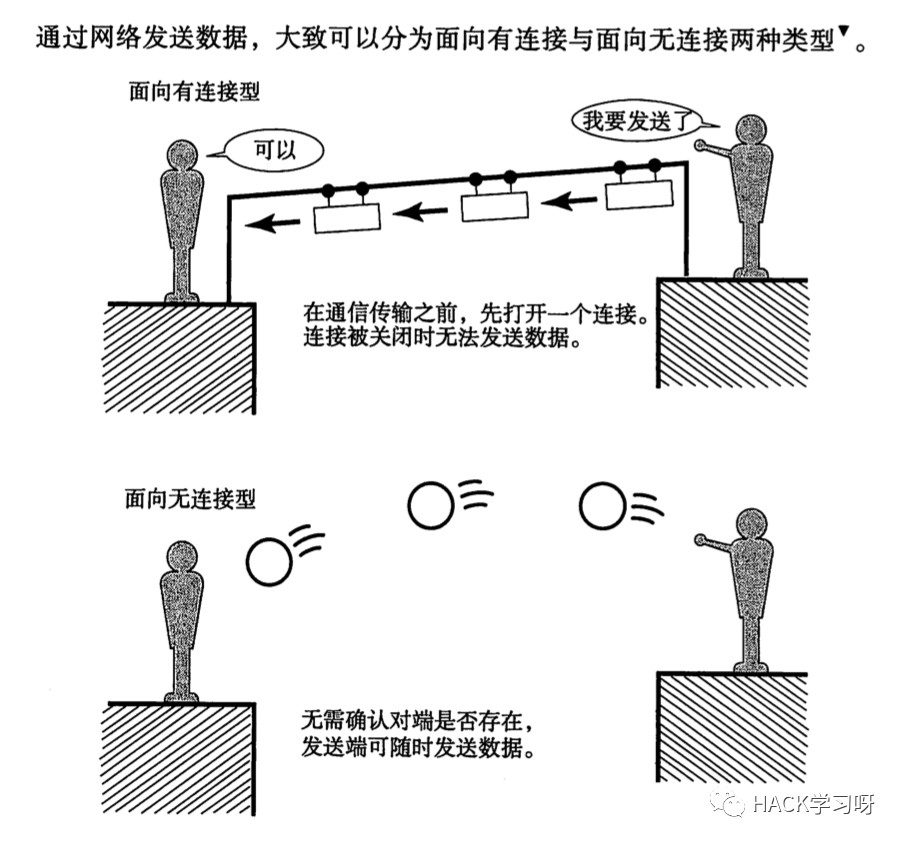 通过网络发送数据，大致可以分为面向有连接与面向无连接两种类型▼。
面向有连接型
可以
我要发送了
在通信传输之前，先打开一个连接。
连接被关闭时无法发送数据。
面向无连接型
无需确认对端是否存在，
发送端可随时发送数据。
HACK学习呀